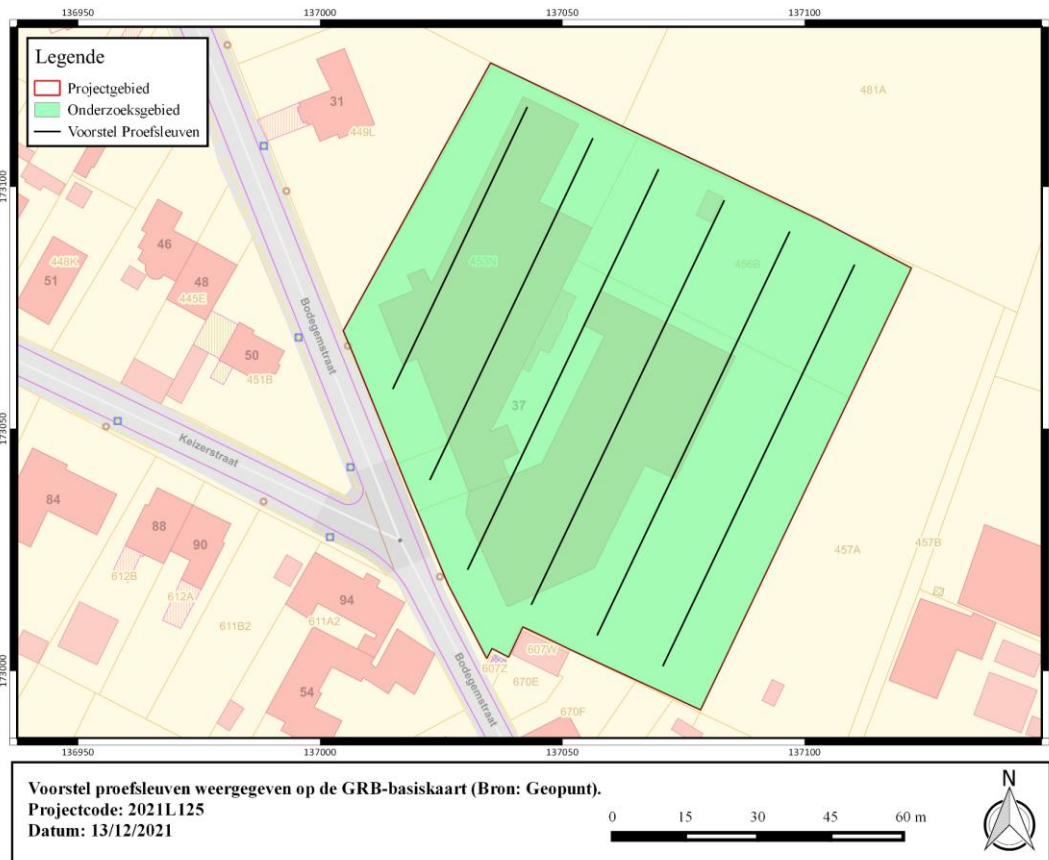 136950 137000 137050 137100
Legende
Projectgebied
Onderzoeksgebied
Voorstel Proefsleuven
31
449L
481A
173100
173100
46
48
448K
51
445E
453N
456B
Bodegemstraat
50
451B
37
173050
173050
Keizerstraat
84
88
90
612B
612A
611B2
94
611A2
457A
457B
607W
607Z
670E
670F
54
Bodegemstraat
173000
173000
136950 137000 137050 137100
Voorstel proefsleuven weergegeven op de GRB-basiskaart (Bron: Geopunt).
Projectcode: 2021L125
Datum: 13/12/2021
0 15 30 45 60 m
N